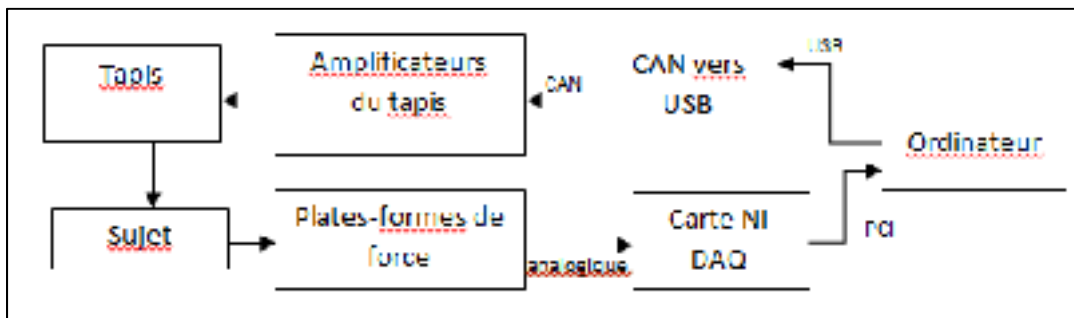 Tapis
Amplificateurs
du tapis
CAN
CAN vers
USB
USB
Ordinateur
Sujet
Plates-formes de
force
analogique
Carte NI
DAQ
PCI